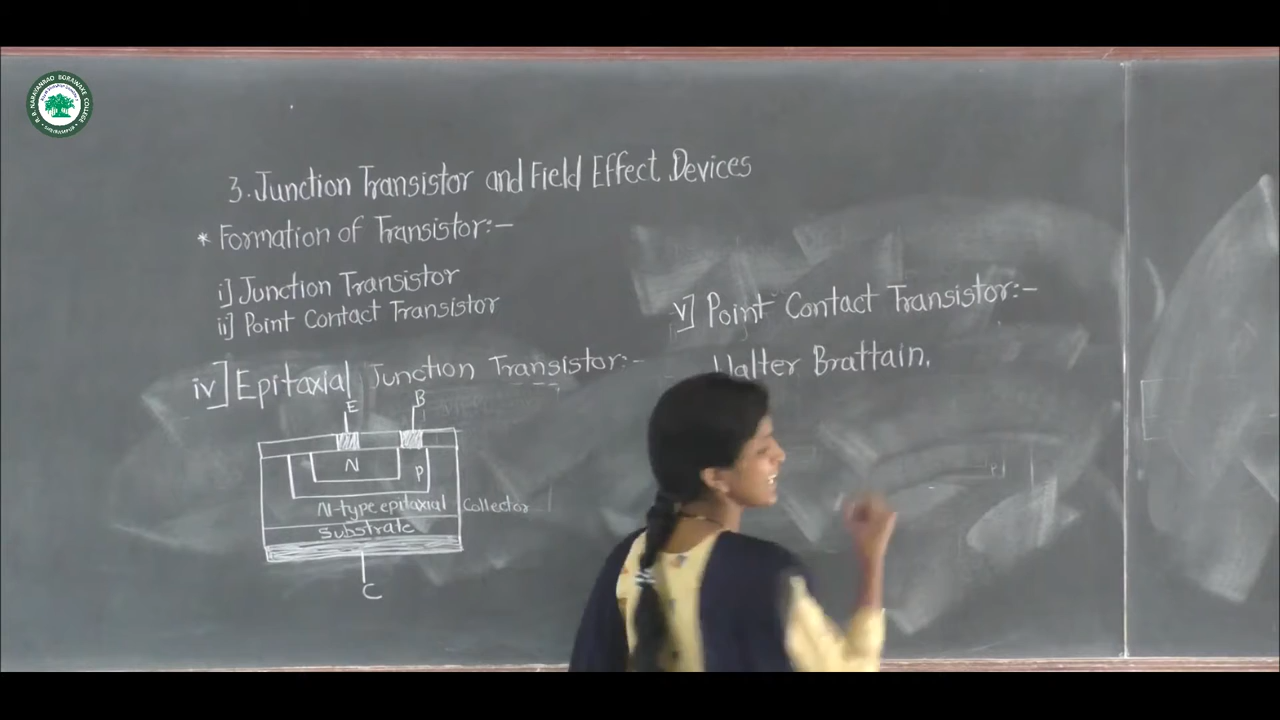 3. Junction Transistor and Field Effect Devices
* Formation of Transistor:-
i] Junction Transistor
ii] Point Contact Transistor
iv] Epitaxial Junction Transistor:-
E
B
N
P
N-type epitaxial
Collector
Substrate
C
v] Point Contact Transistor:-
Brattain.